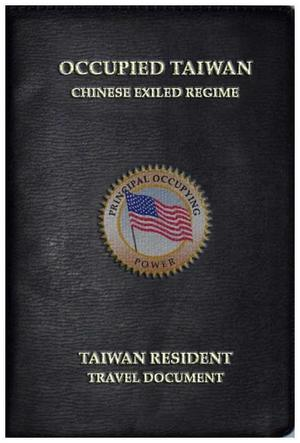 OCCUPIED TAIWAN
CHINESE EXILED REGIME
PRINCIPAL OCCUPYING
POWER
TAIWAN RESIDENT
TRAVEL DOCUMENT